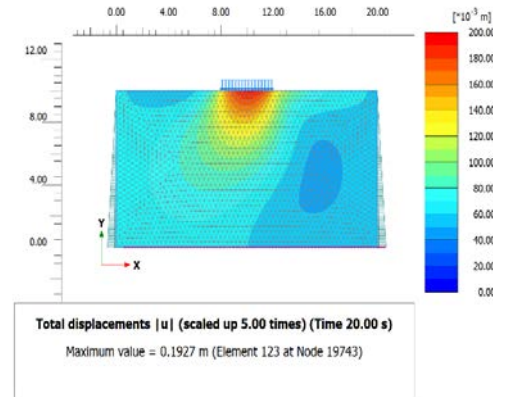 0.00 4.00 8.00 12.00 16.00 20.00
[*10⁻³ m]
12.00
8.00
4.00
0.00
Y
X
200.00
180.00
160.00
140.00
120.00
100.00
80.00
60.00
40.00
20.00
0.00
Total displacements |u| (scaled up 5.00 times) (Time 20.00 s)
Maximum value = 0.1927 m (Element 123 at Node 19743)